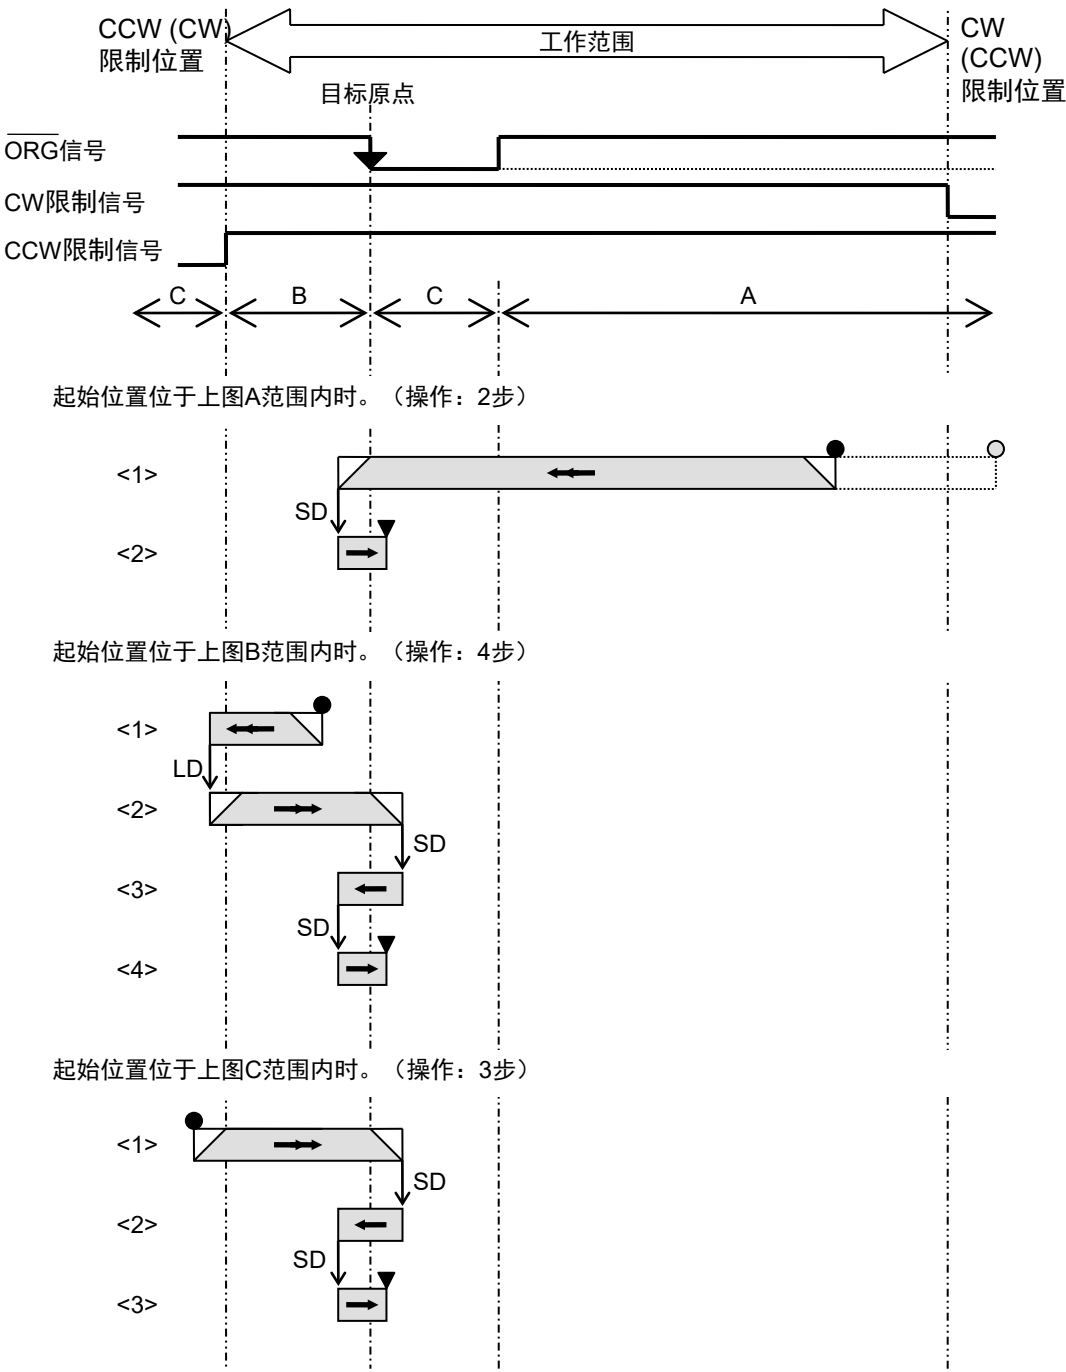 CCW (CW)
限制位置
工作范围
CW
(CCW)
限制位置
目标原点
ORG信号
CW限制信号
CCW限制信号
C
B
C
A
起始位置位于上图A范围内时。（操作：2步）
<1>
SD
<2>
起始位置位于上图B范围内时。（操作：4步）
<1>
LD
<2>
SD
<3>
SD
<4>
起始位置位于上图C范围内时。（操作：3步）
<1>
SD
<2>
SD
<3>